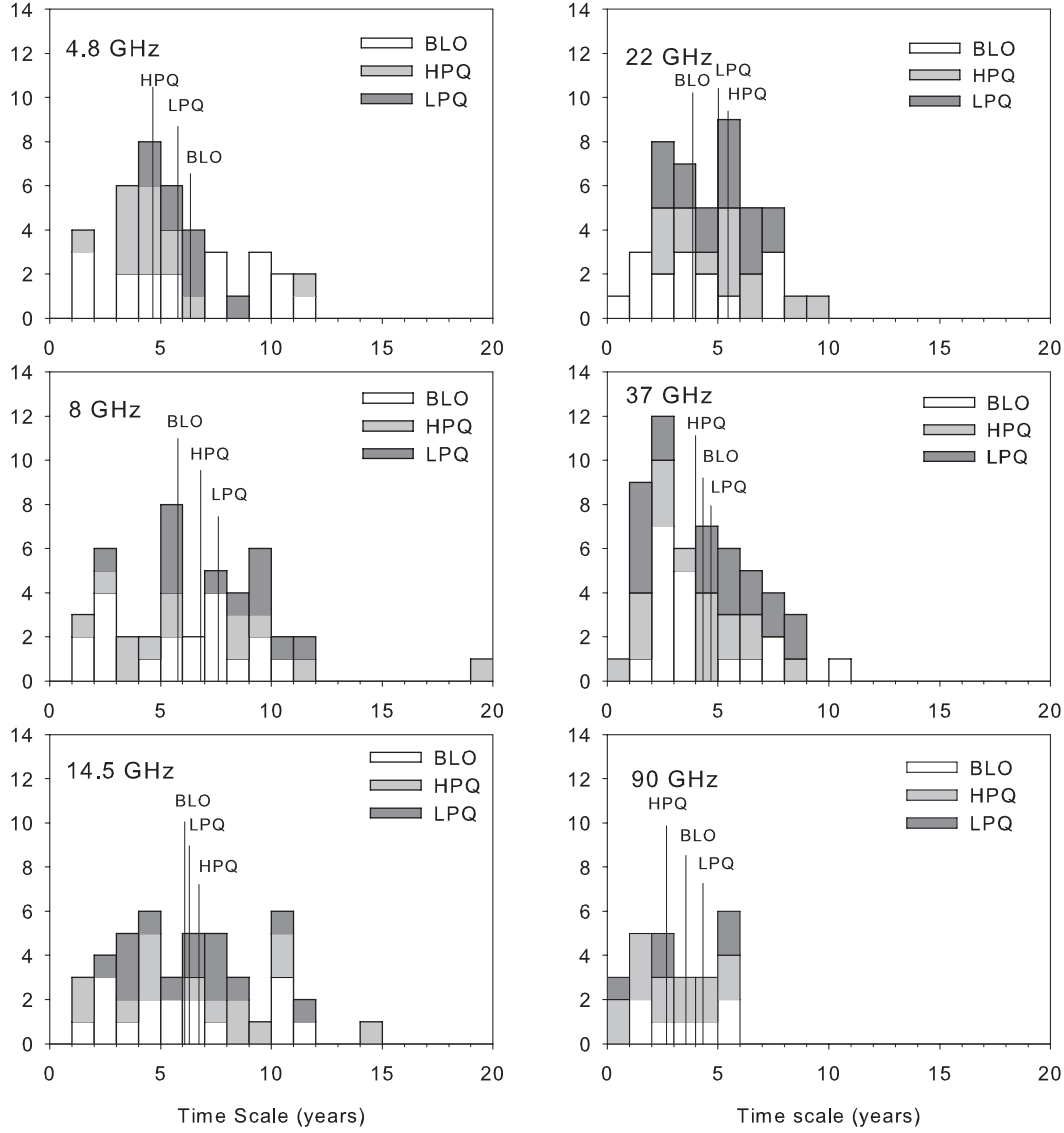 14
12
10
8
6
4
2
0
4.8 GHz
BLO
HPQ
LPQ
HPQ
LPQ
BLO
0 5 10 15 20
14
12
10
8
6
4
2
0
22 GHz
BLO
HPQ
LPQ
LPQ
BLO
HPQ
0 5 10 15 20
14
12
10
8
6
4
2
0
8 GHz
BLO
HPQ
LPQ
BLO
HPQ
LPQ
0 5 10 15 20
14
12
10
8
6
4
2
0
37 GHz
BLO
HPQ
LPQ
HPQ
BLO
LPQ
0 5 10 15 20
14
12
10
8
6
4
2
0
14.5 GHz
BLO
HPQ
LPQ
BLO
LPQ
HPQ
0 5 10 15 20
Time Scale (years)
14
12
10
8
6
4
2
0
90 GHz
BLO
HPQ
LPQ
HPQ
BLO
LPQ
0 5 10 15 20
Time scale (years)